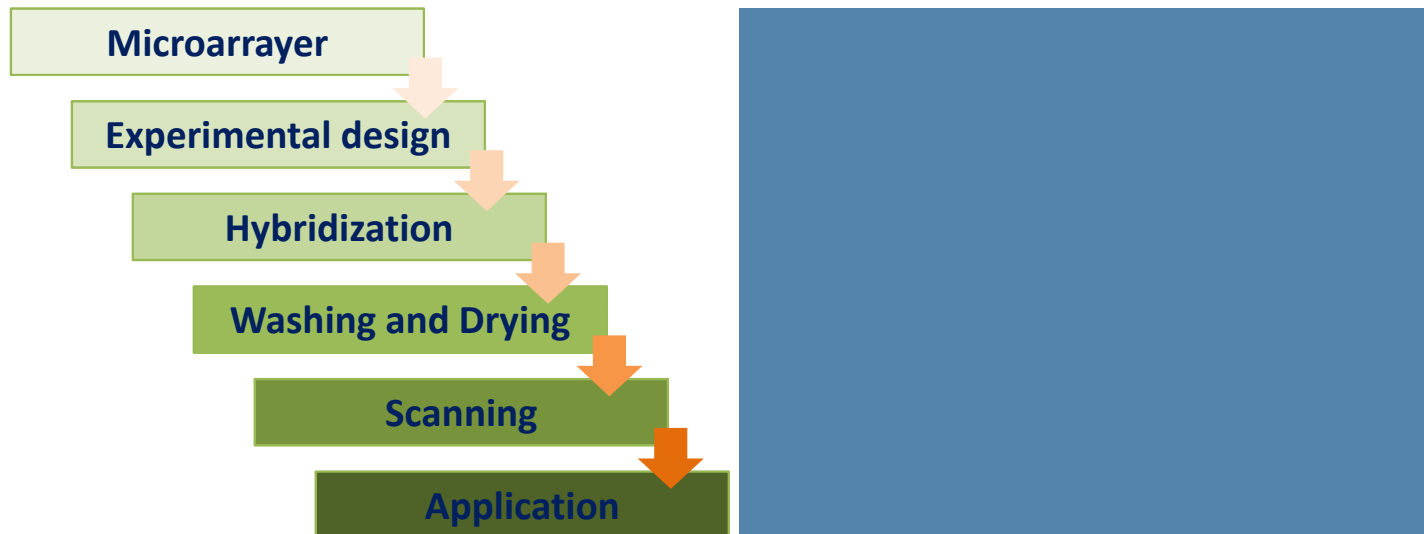 Microarrayer
Experimental design
Hybridization
Washing and Drying
Scanning
Application